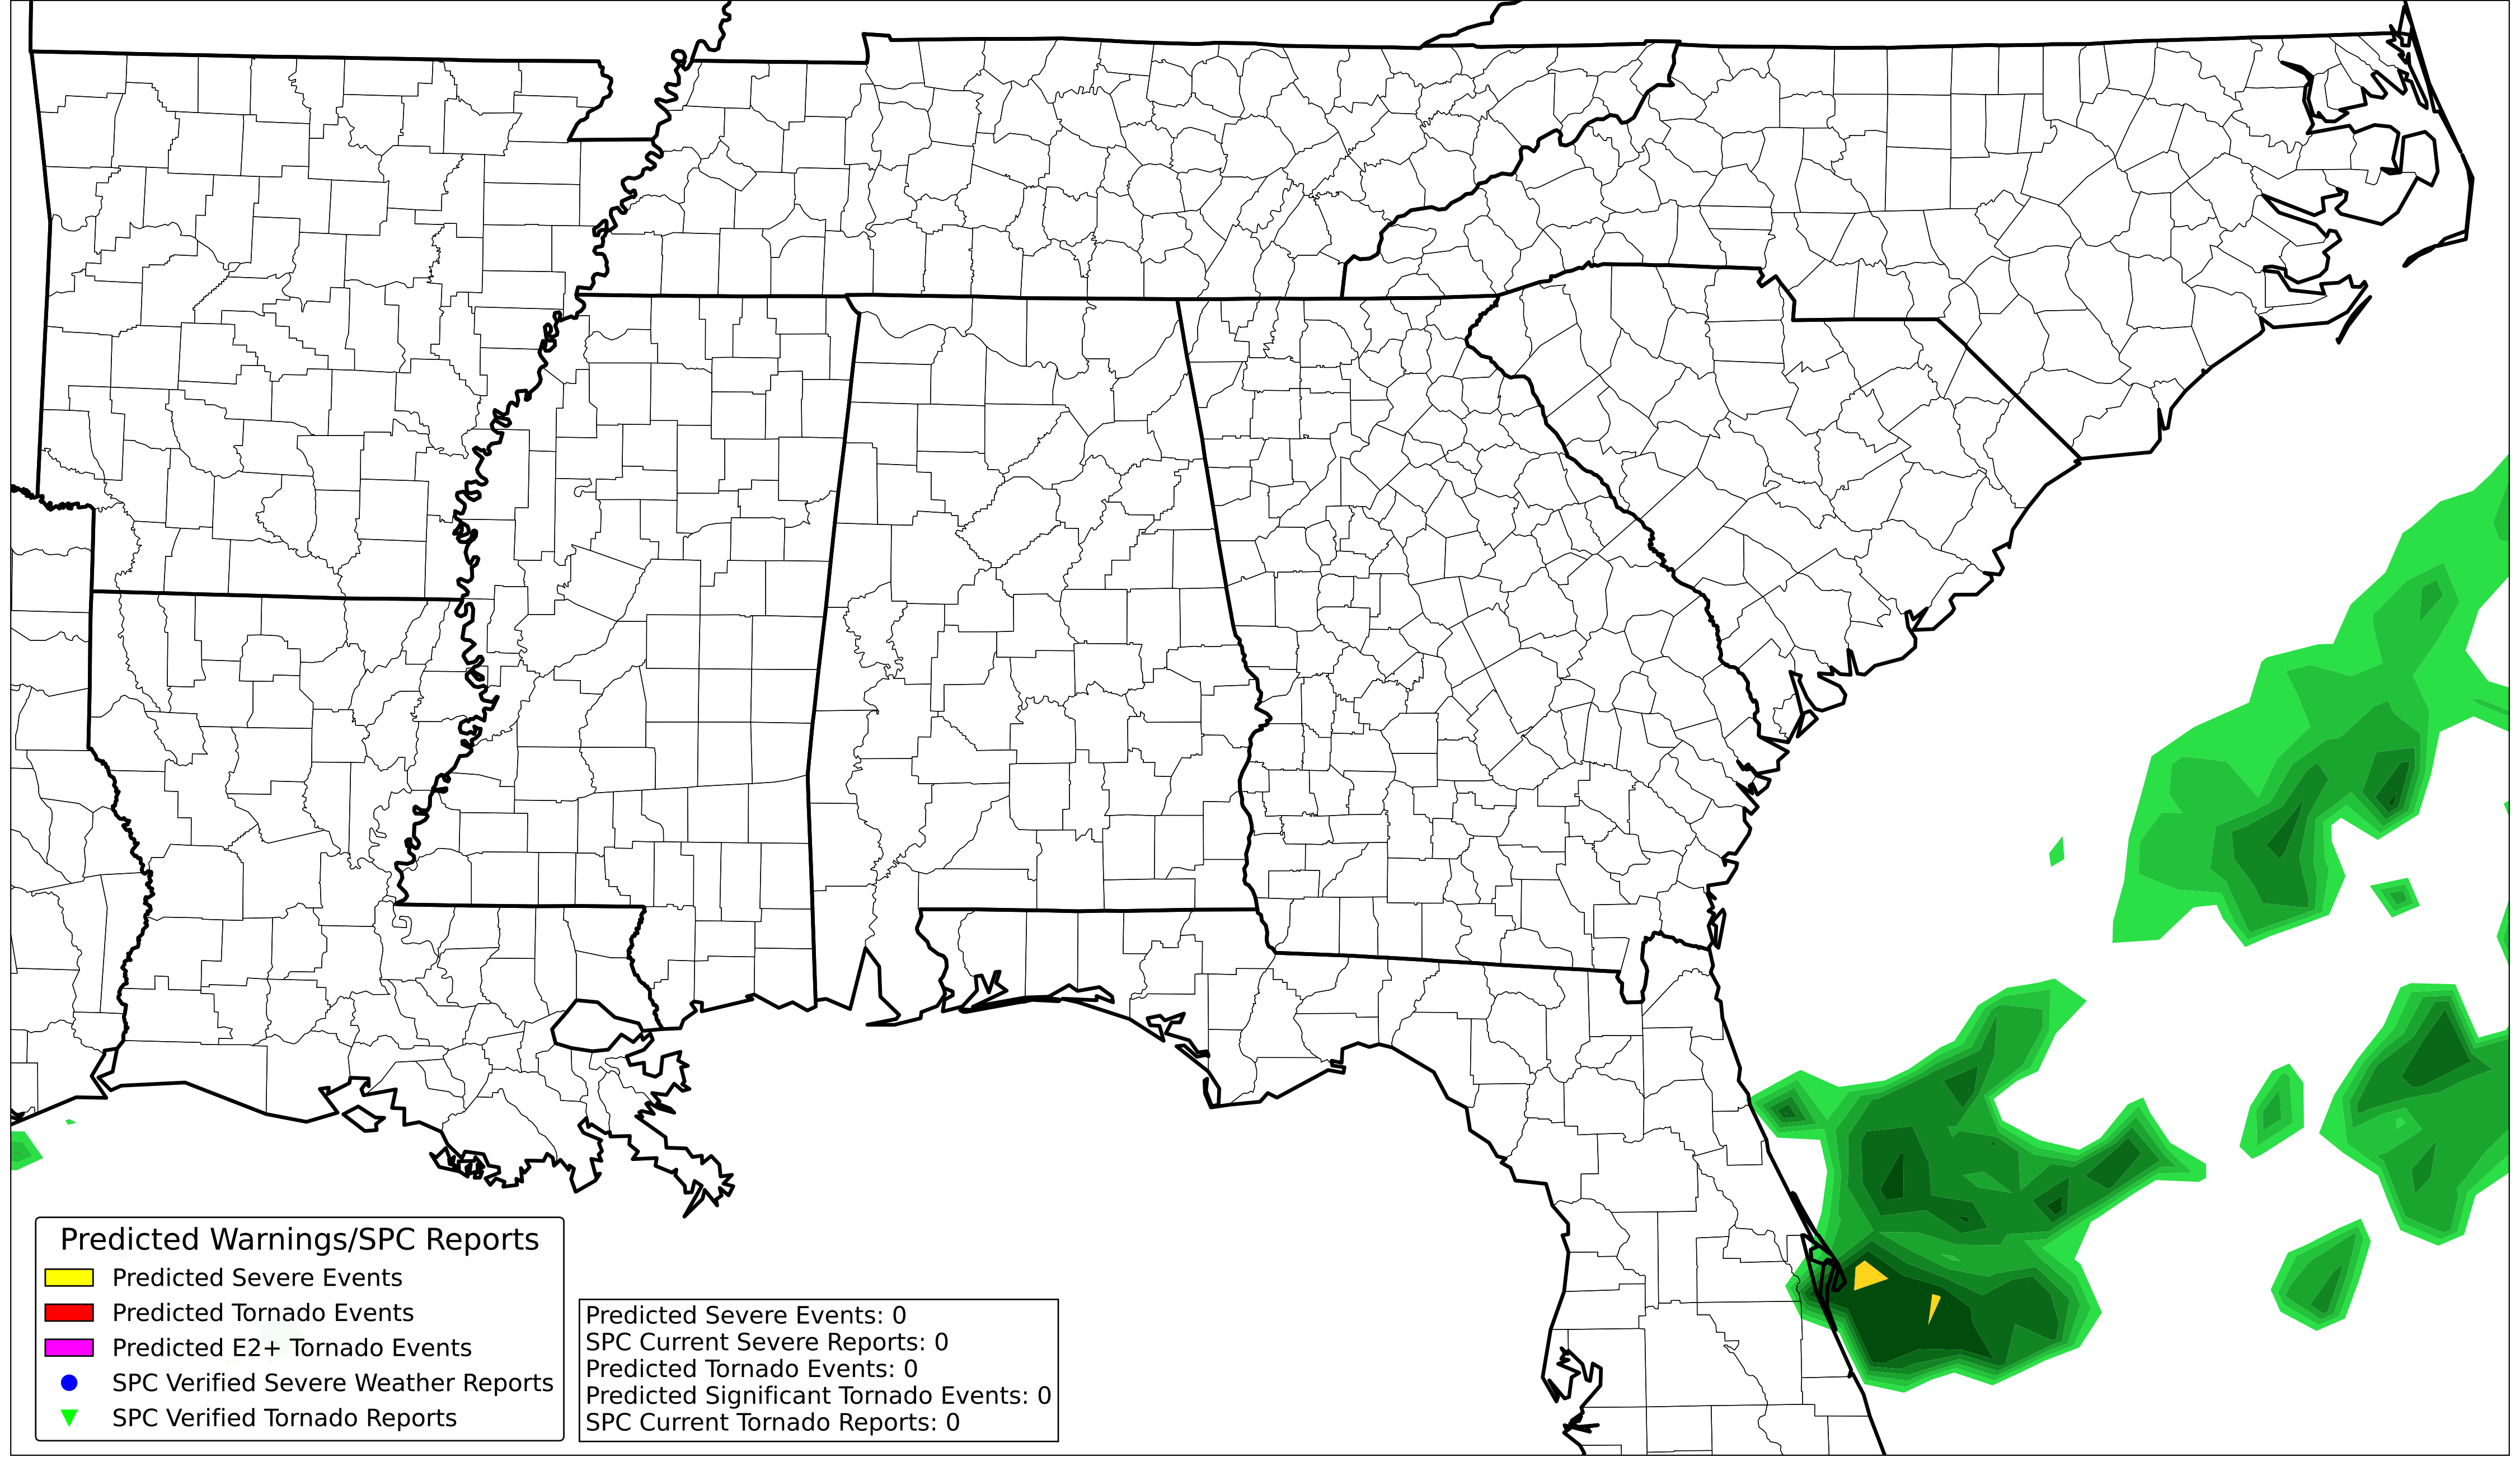 Predicted Warnings/SPC Reports
Predicted Severe Events
Predicted Tornado Events
Predicted E2+ Tornado Events
SPC Verified Severe Weather Reports
SPC Verified Tornado Reports
Predicted Severe Events: 0
SPC Current Severe Reports: 0
Predicted Tornado Events: 0
Predicted Significant Tornado Events: 0
SPC Current Tornado Reports: 0